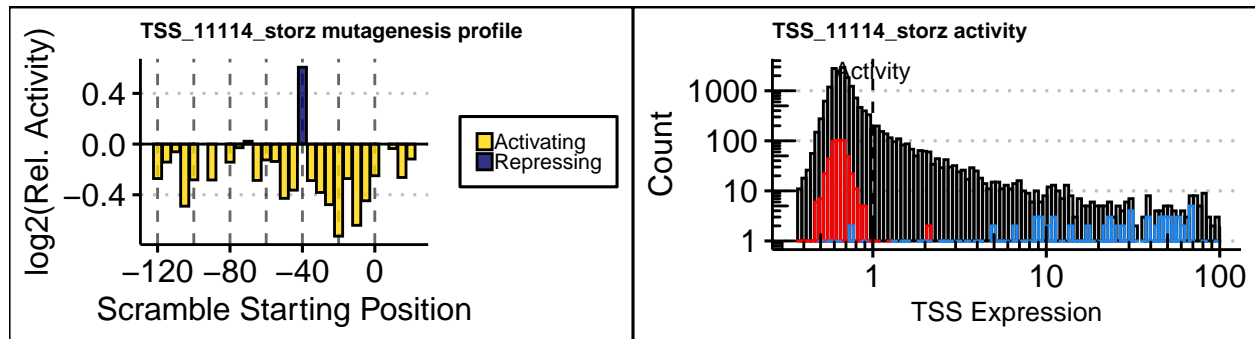 TSS_11114_storz mutagenesis profile
log2(Rel. Activity)
0.4
0.0
−0.4
−120
−80
−40
0
Scramble Starting Position
Activating
Repressing
TSS_11114_storz activity
Activity
Count
1000
100
10
1
1
10
100
TSS Expression